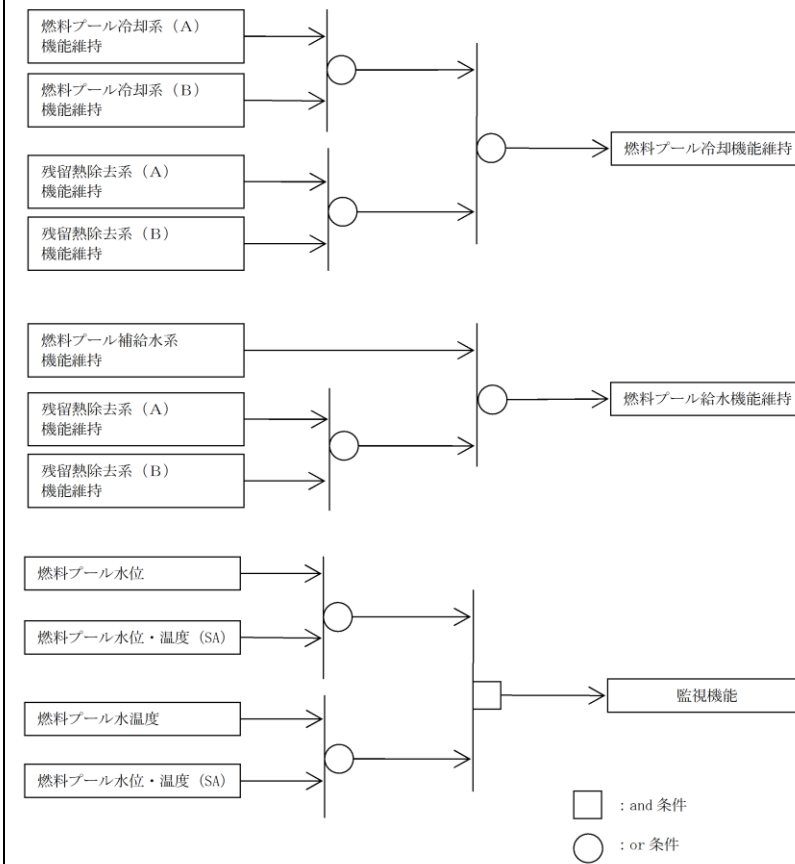 燃料プール冷却系（A）
機能維持
燃料プール冷却系（B）
機能維持
燃料プール冷却機能維持
残留熱除去系（A）
機能維持
残留熱除去系（B）
機能維持
燃料プール補給水系
機能維持
燃料プール給水機能維持
残留熱除去系（A）
機能維持
残留熱除去系（B）
機能維持
燃料プール水位
燃料プール水位・温度（SA）
監視機能
燃料プール水温度
燃料プール水位・温度（SA）
：and 条件
：or 条件